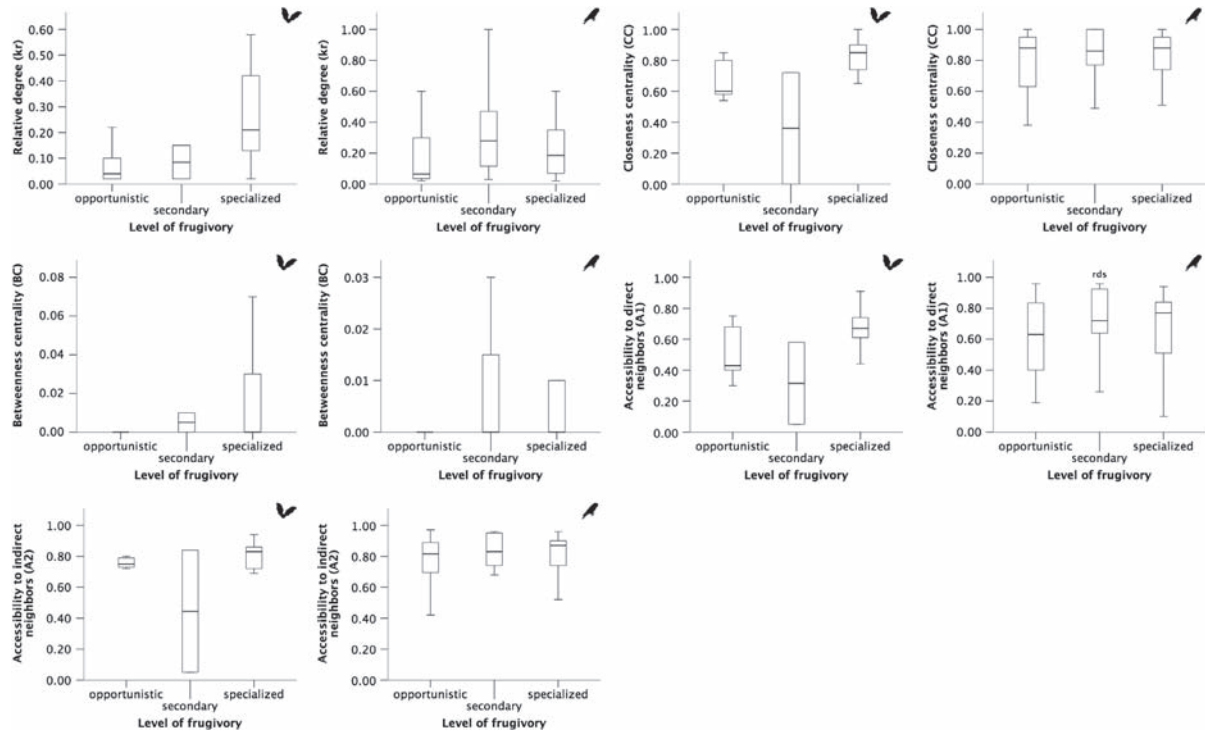 Relative degree (kr)
0.60
0.50
0.40
0.30
0.20
0.10
0.00
opportunistic
secondary
specialized
Level of frugivory
Relative degree (kr)
1.00
0.80
0.60
0.40
0.20
0.00
opportunistic
secondary
specialized
Level of frugivory
Closeness centrality (CC)
1.00
0.80
0.60
0.40
0.20
0.00
opportunistic
secondary
specialized
Level of frugivory
Closeness centrality (CC)
1.00
0.80
0.60
0.40
0.20
0.00
opportunistic
secondary
specialized
Level of frugivory
Betweenness centrality (BC)
0.08
0.06
0.04
0.02
0.00
opportunistic
secondary
specialized
Level of frugivory
Betweenness centrality (BC)
0.03
0.02
0.01
0.00
opportunistic
secondary
specialized
Level of frugivory
Accessibility to direct
neighbors (A1)
1.00
0.80
0.60
0.40
0.20
0.00
opportunistic
secondary
specialized
Level of frugivory
Accessibility to direct
neighbors (A1)
rds
1.00
0.80
0.60
0.40
0.20
0.00
opportunistic
secondary
specialized
Level of frugivory
Accessibility to indirect
neighbors (A2)
1.00
0.80
0.60
0.40
0.20
0.00
opportunistic
secondary
specialized
Level of frugivory
Accessibility to indirect
neighbors (A2)
1.00
0.80
0.60
0.40
0.20
0.00
opportunistic
secondary
specialized
Level of frugivory